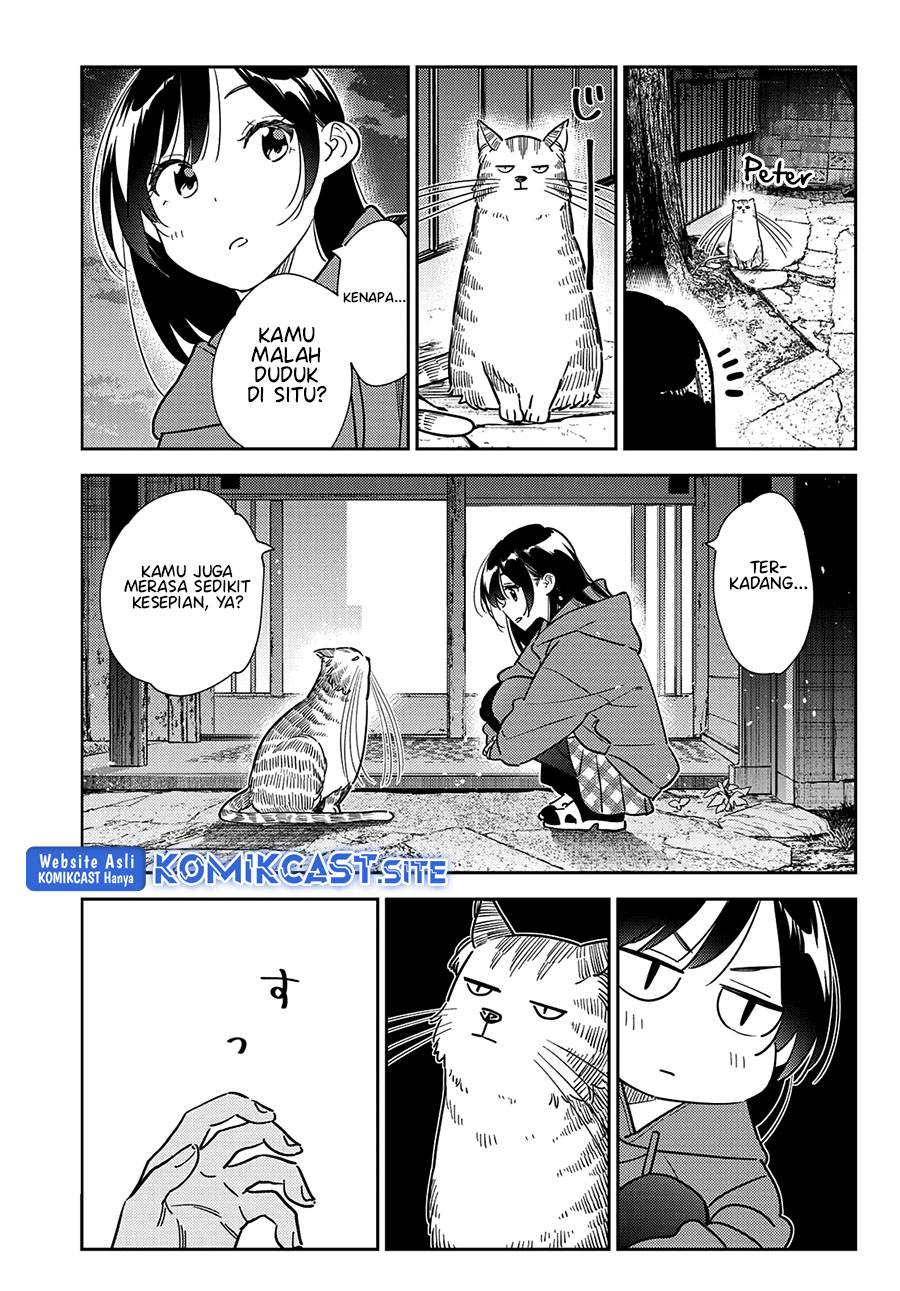 Peter
じーっ
KENAPA...
KAMU
MALAH
DUDUK
DI SITU?
TER-
KADANG...
KAMU JUGA
MERASA SEDIKIT
KESEPIAN, YA?
Website Asli
KOMIKCAST Hanya
KOMIKCAST.SITE
すっ